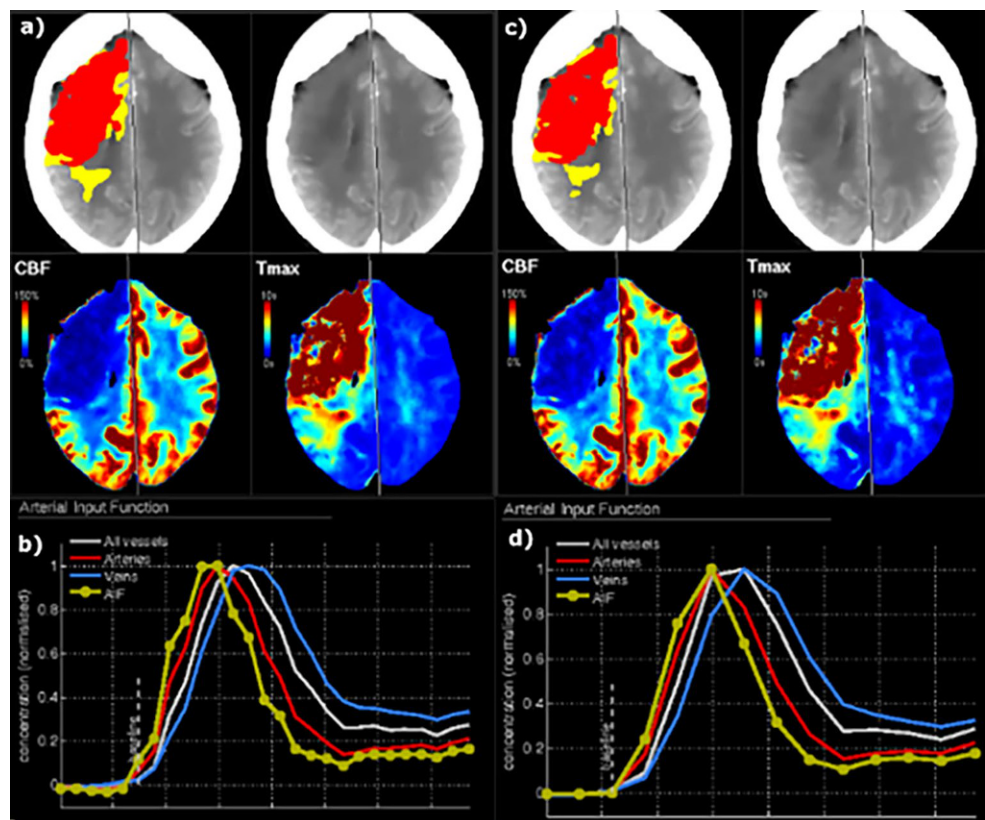 a)
c)
CBF
150%
0%
Tmax
10s
0s
CBF
150%
0%
Tmax
10s
0s
Arterial Input Function
b)
All vessels
Arteries
Veins
AIF
1
0.8
0.6
0.4
0.2
0
concentration (normalised)
baseline
Arterial Input Function
d)
All vessels
Arteries
Veins
AIF
1
0.8
0.6
0.4
0.2
0
concentration (normalised)
baseline